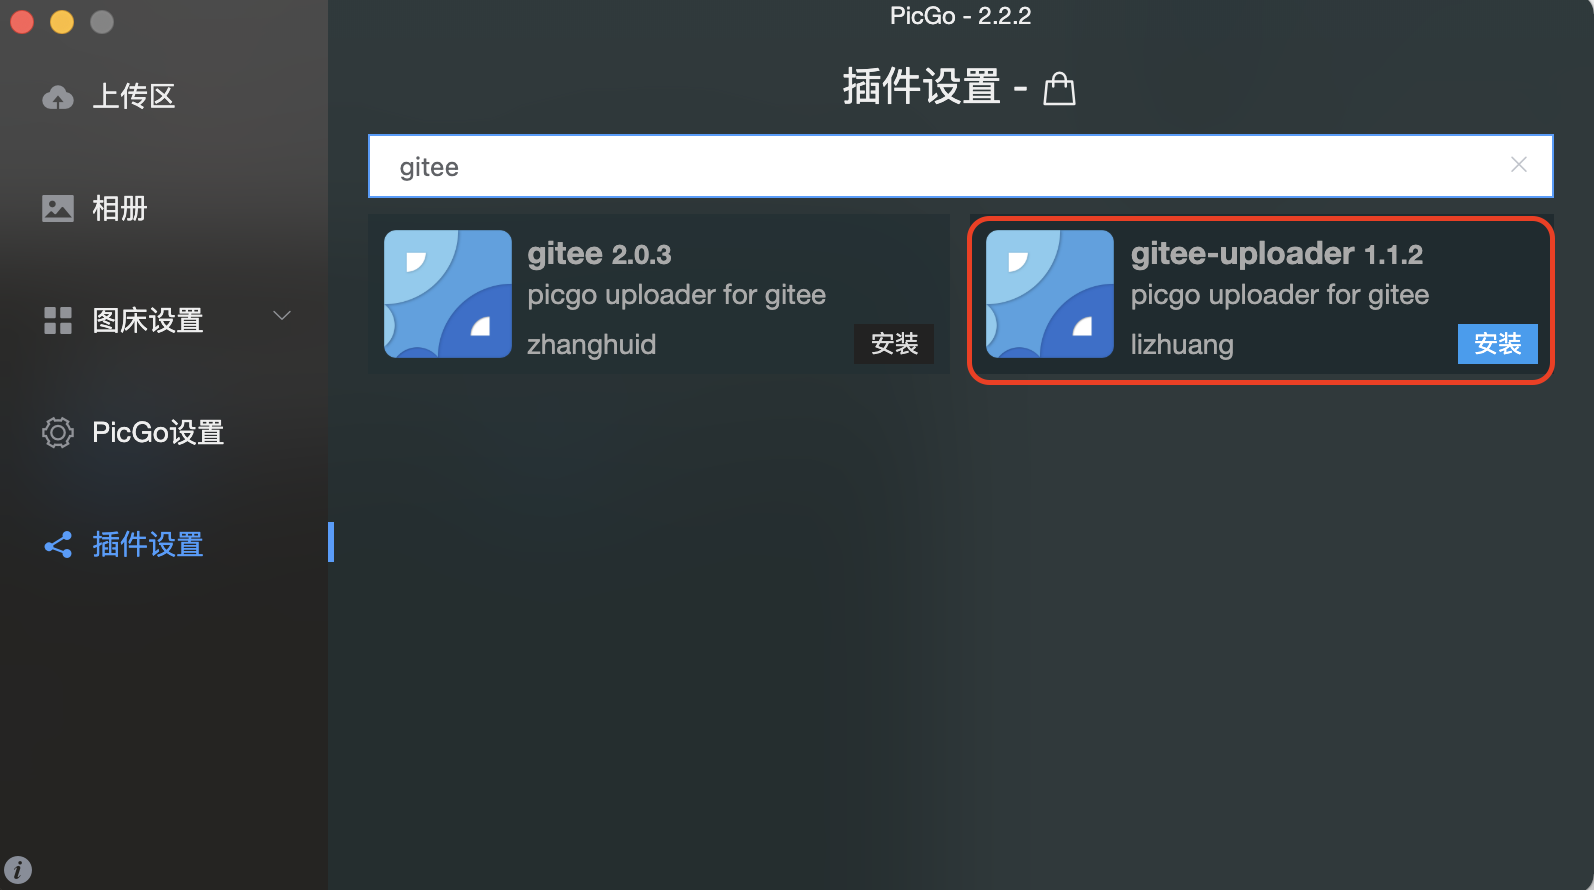 PicGo - 2.2.2
上传区
相册
图床设置
PicGo设置
插件设置
插件设置 -
gitee
gitee 2.0.3
picgo uploader for gitee
zhanghuid
安装
gitee-uploader 1.1.2
picgo uploader for gitee
lizhuang
安装
i